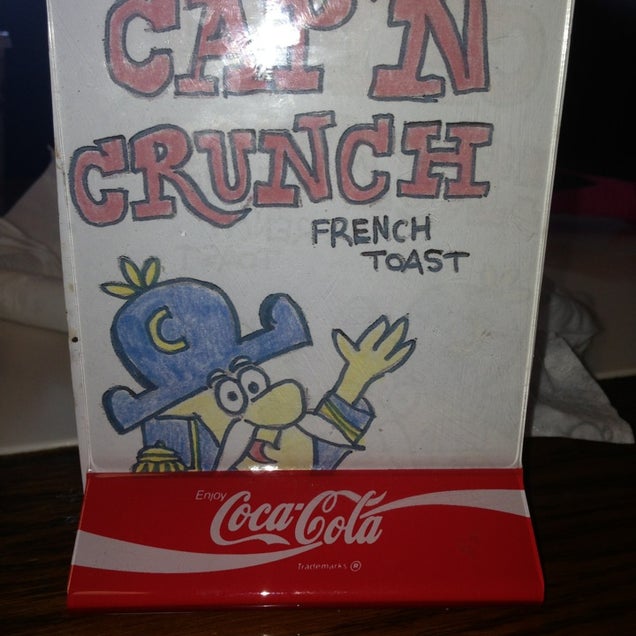 CAP'N
CRUNCH
FRENCH
TOAST
C
Enjoy
Coca-Cola
Trademarks ®